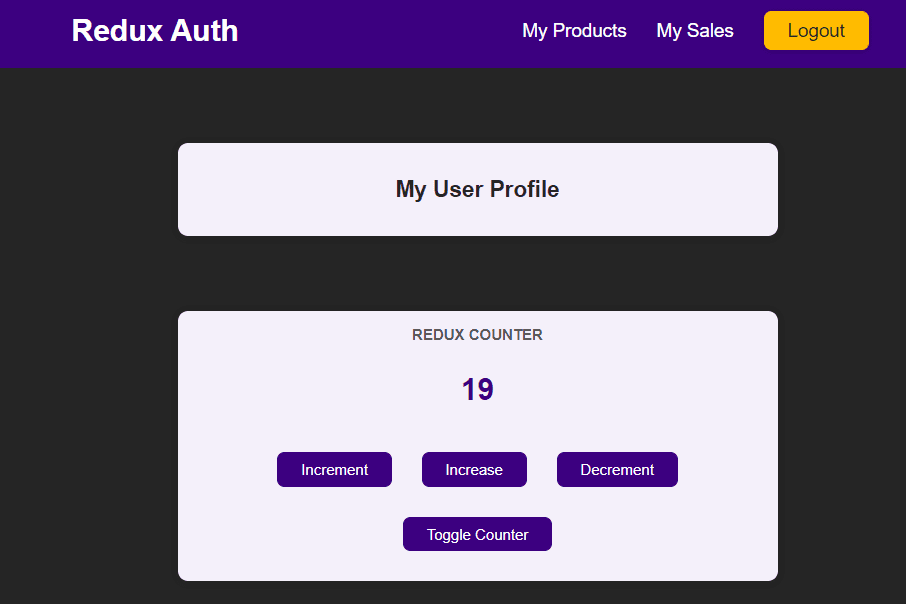 Redux Auth My Products My Sales Logout
My User Profile
REDUX COUNTER
19
Increment Increase Decrement
Toggle Counter